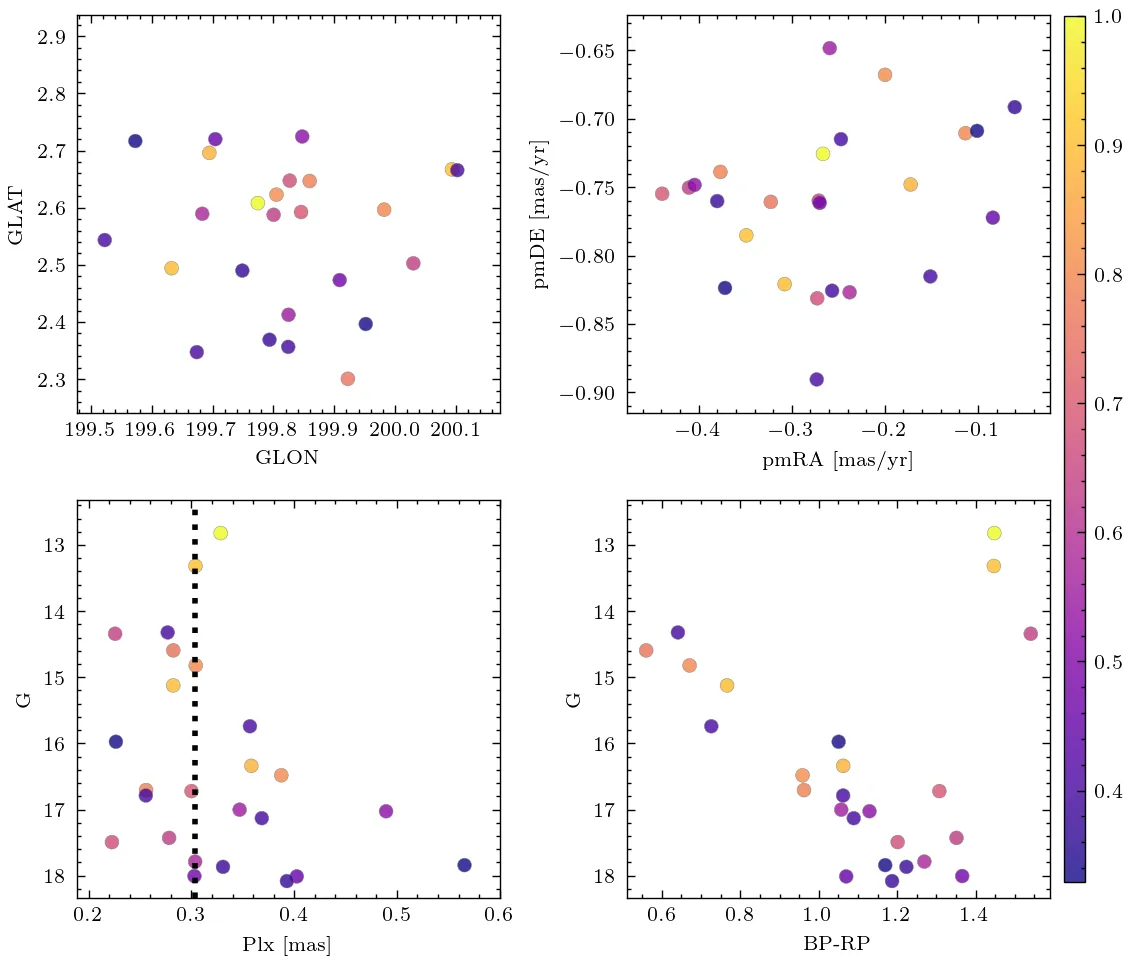 2.9
2.8
2.7
2.6
2.5
2.4
2.3
GLAT
199.5 199.6 199.7 199.8 199.9 200.0 200.1
GLON
−0.65
−0.70
−0.75
−0.80
−0.85
−0.90
pmDE [mas/yr]
−0.4 −0.3 −0.2 −0.1
pmRA [mas/yr]
13
14
15
16
17
18
G
0.2 0.3 0.4 0.5 0.6
Plx [mas]
13
14
15
16
17
18
G
0.6 0.8 1.0 1.2 1.4
BP-RP
1.0
0.9
0.8
0.7
0.6
0.5
0.4